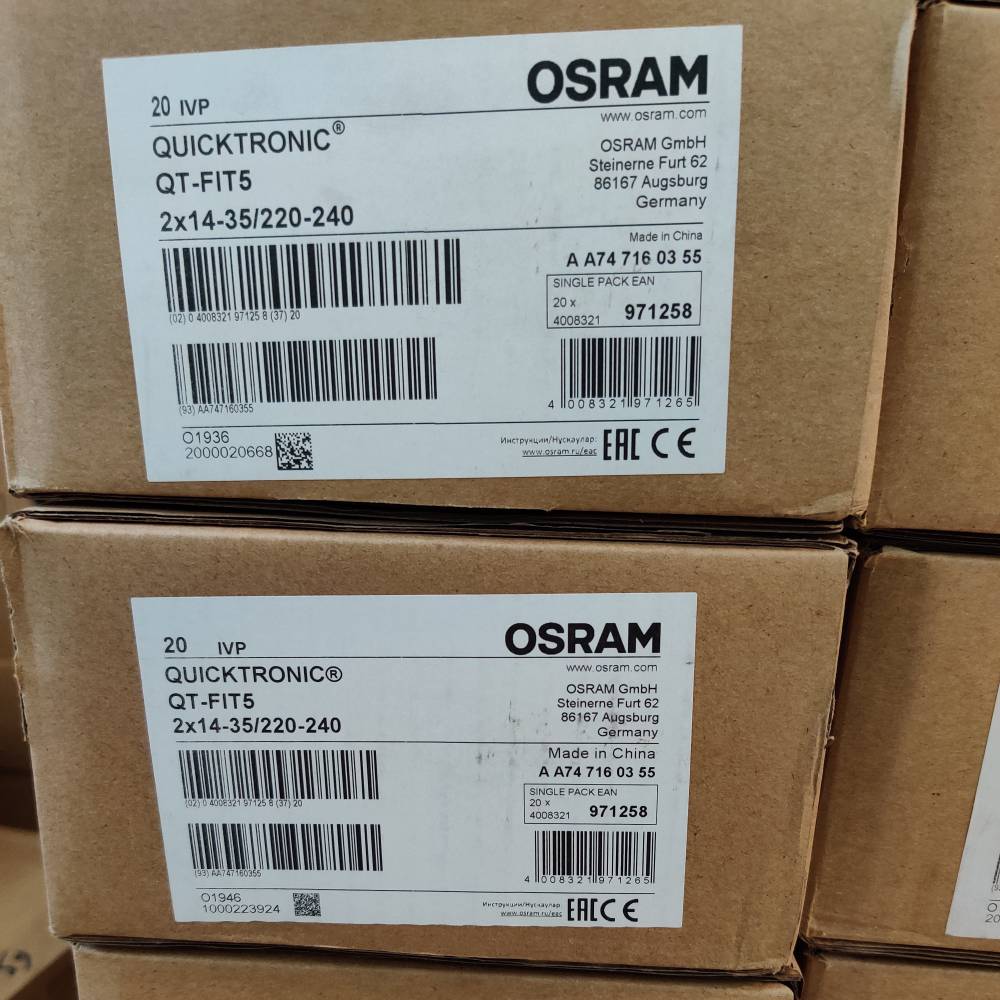 20 IVP
OSRAM
www.osram.com
QUICKTRONIC®
QT-FIT5
2x14-35/220-240
OSRAM GmbH
Steinerne Furt 62
86167 Augsburg
Germany
Made in China
A A74 716 03 55
SINGLE PACK EAN
20 x
4008321 971258
(02) 0 4008321 97125 8 (37) 20
(93) AA747160355
4 008321 971265
O1936
2000020668
Инструкции/Нұсқаулар:
www.osram.ru/eac
EAC CE
20 IVP
OSRAM
www.osram.com
QUICKTRONIC®
QT-FIT5
2x14-35/220-240
OSRAM GmbH
Steinerne Furt 62
86167 Augsburg
Germany
Made in China
A A74 716 03 55
SINGLE PACK EAN
20 x
4008321 971258
(02) 0 4008321 97125 8 (37) 20
(93) AA747160355
4 008321 971265
O1946
1000223924
Инструкции/Нұсқаулар
www.osram.ru/eac
EAC CE